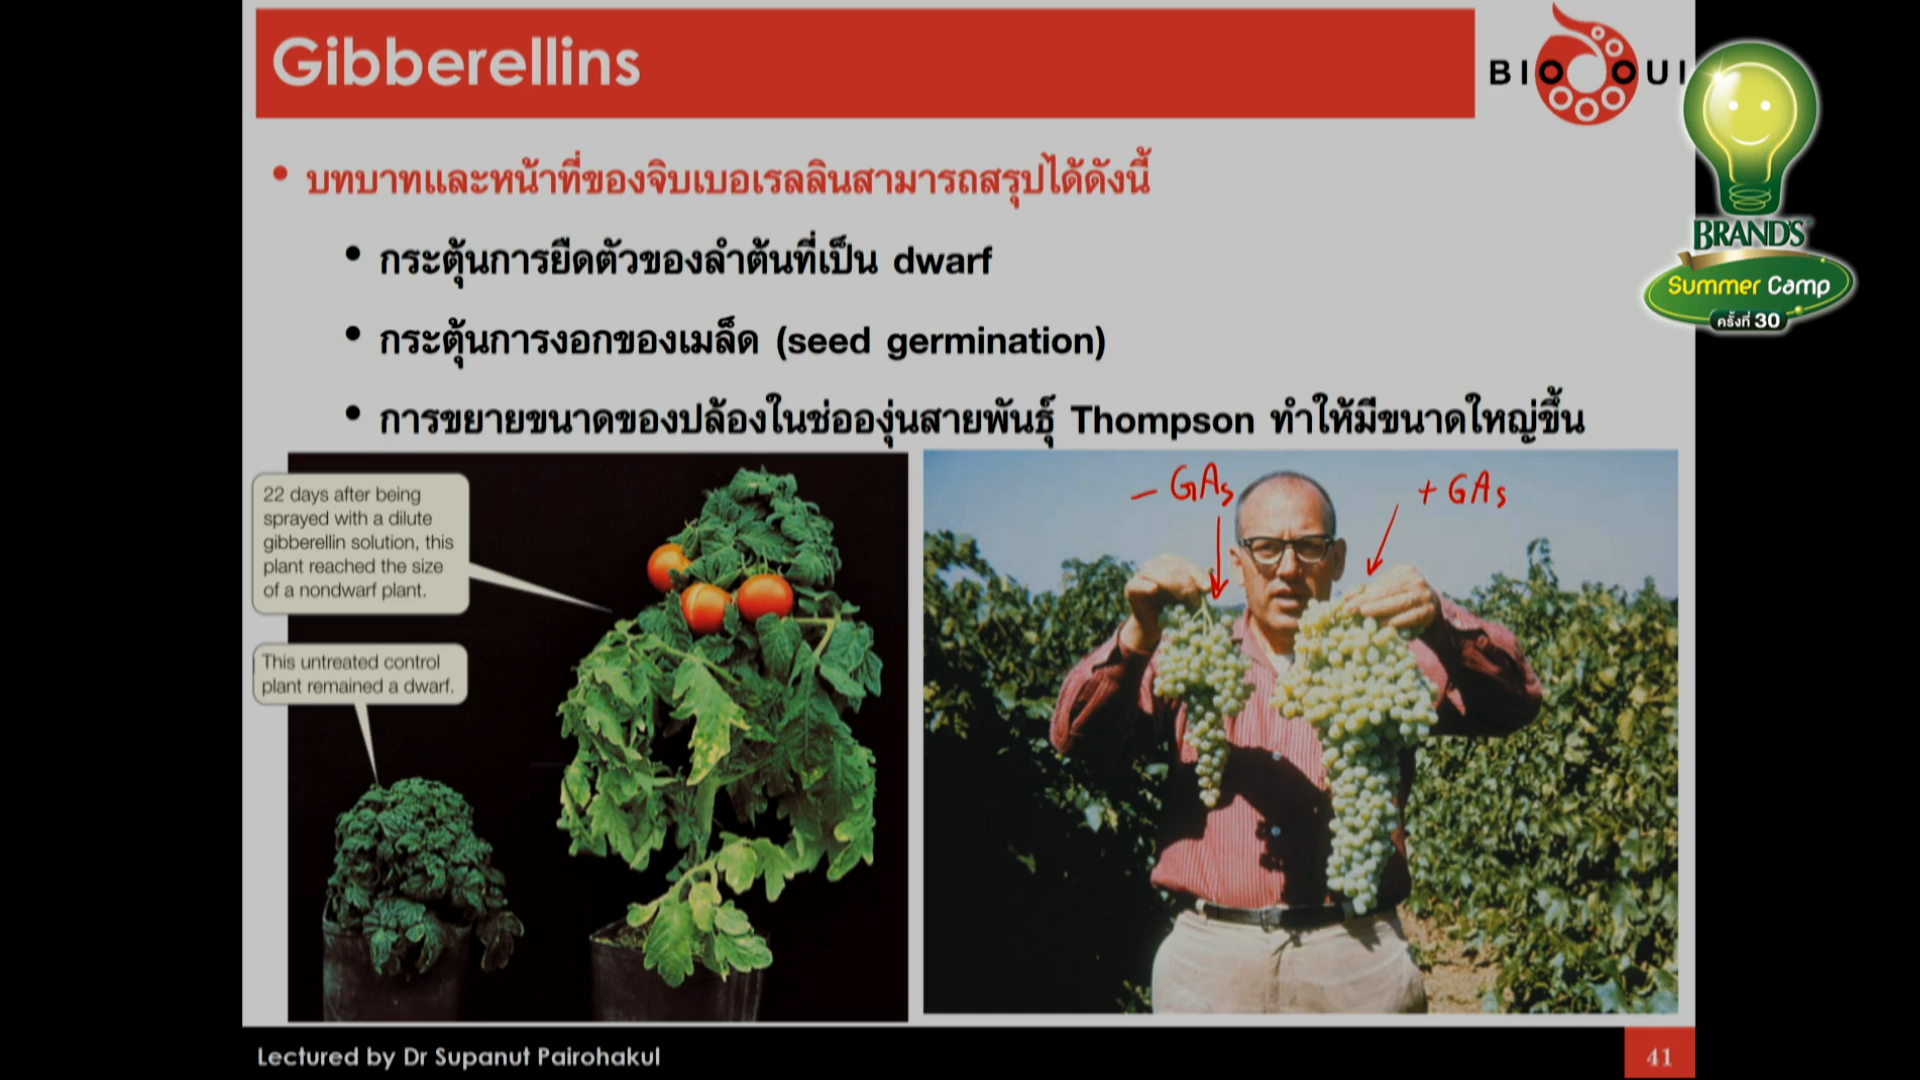 Gibberellins
BIO OUI
• บทบาทและหน้าที่ของจิบเบอเรลลินสามารถสรุปได้ดังนี้
• กระตุ้นการยืดตัวของลำต้นที่เป็น dwarf
• กระตุ้นการงอกของเมล็ด (seed germination)
• การขยายขนาดของปล้องในช่อองุ่นสายพันธุ์ Thompson ทำให้มีขนาดใหญ่ขึ้น
22 days after being
sprayed with a dilute
gibberellin solution, this
plant reached the size
of a nondwarf plant.
This untreated control
plant remained a dwarf.
- GAs
+ GAs
BRAND'S
Summer Camp
ครั้งที่ 30
Lectured by Dr Supanut Pairohakul
41